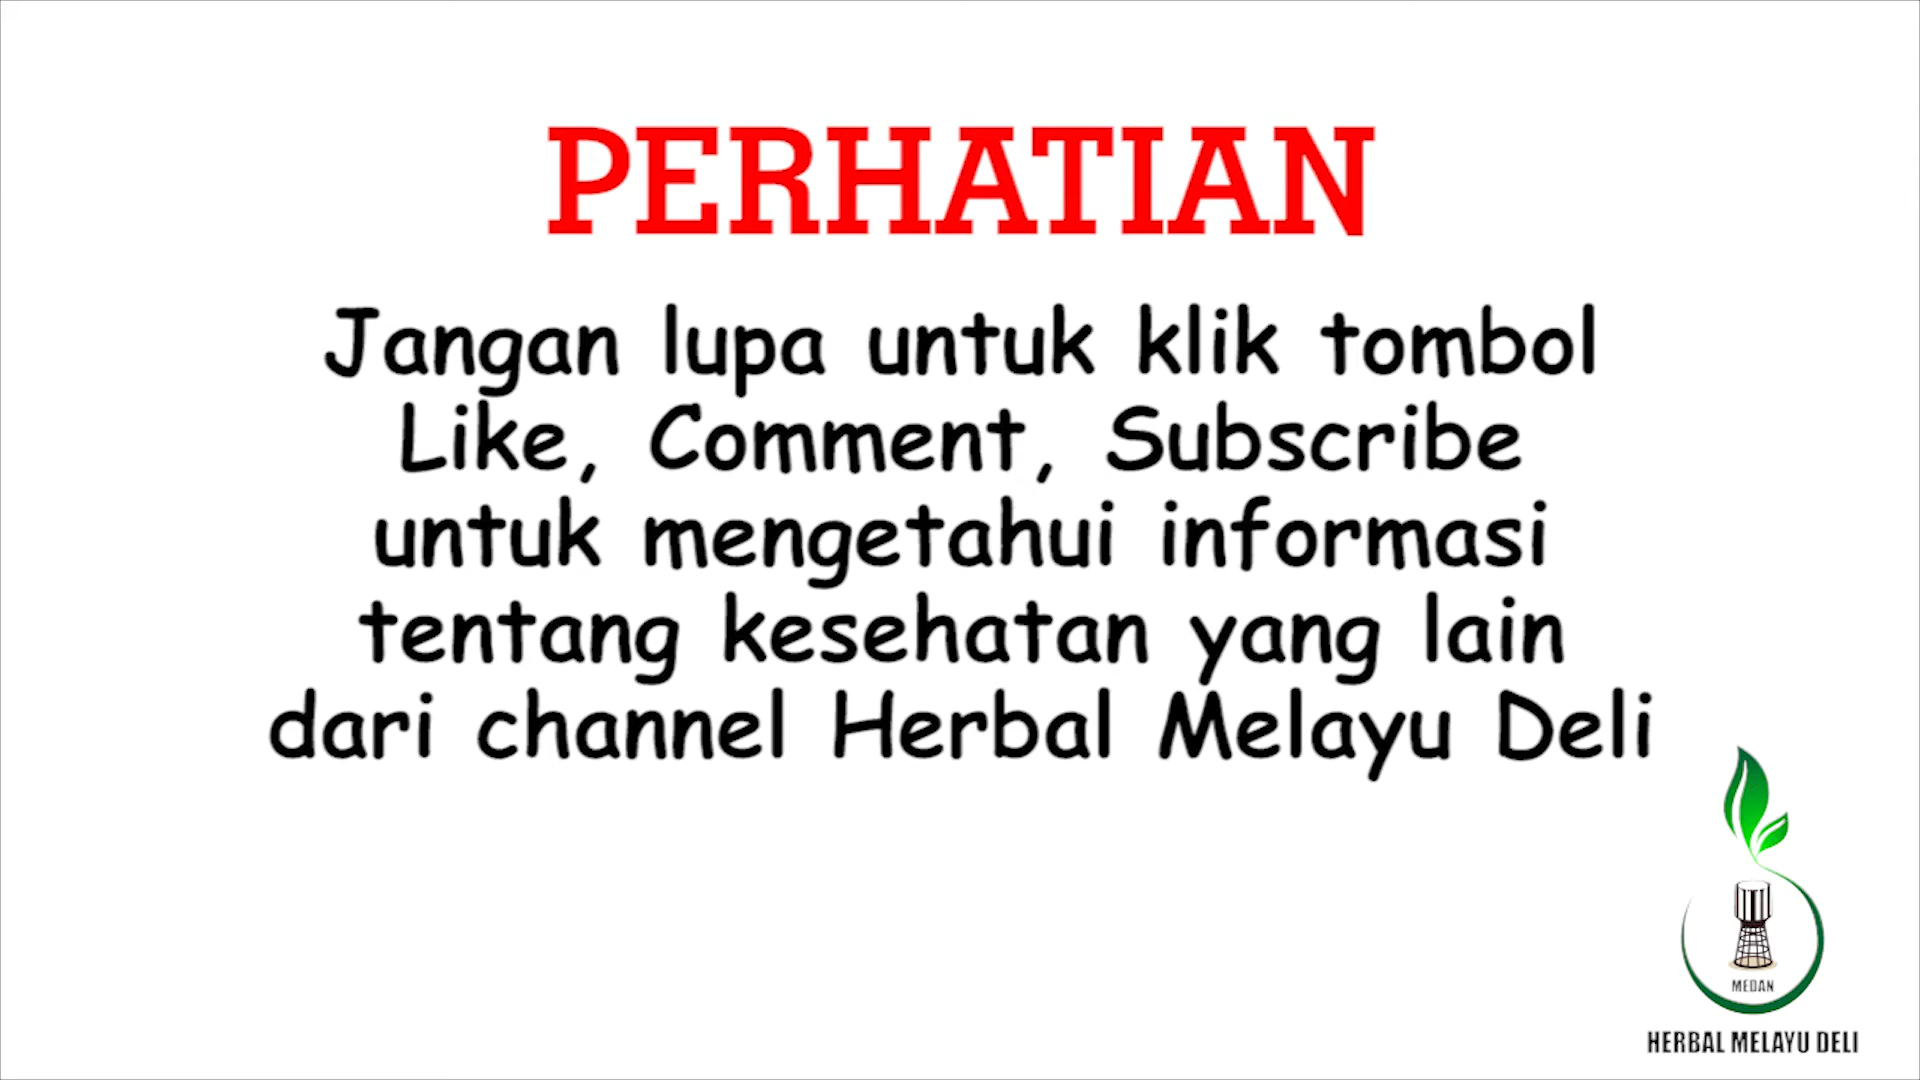 PERHATIAN
Jangan lupa untuk klik tombol
Like, Comment, Subscribe
untuk mengetahui informasi
tentang kesehatan yang lain
dari channel Herbal Melayu Deli
MEDAN
HERBAL MELAYU DELI